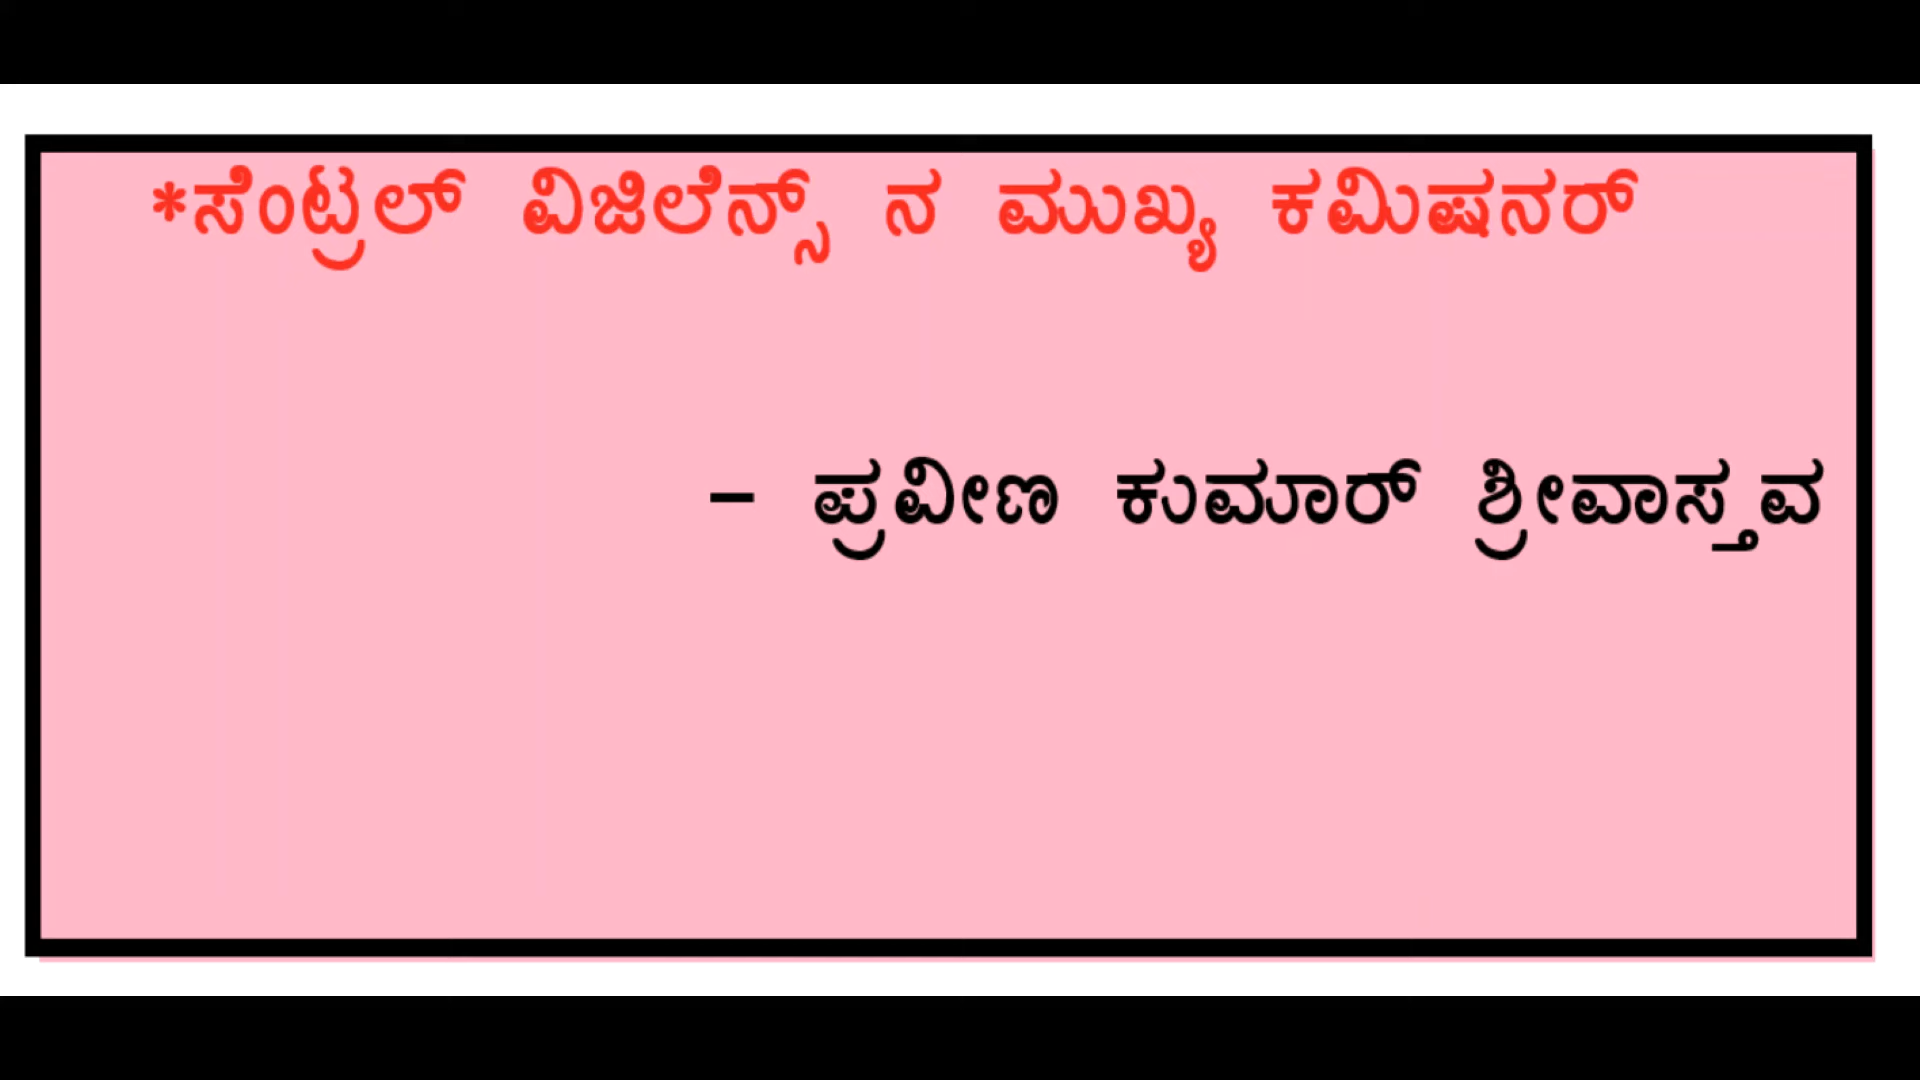 *ಸೆಂಟ್ರಲ್ ವಿಜಿಲೆನ್ಸ್ ನ ಮುಖ್ಯ ಕಮಿಷನರ್
- ಪ್ರವೀಣ ಕುಮಾರ್ ಶ್ರೀವಾಸ್ತವ